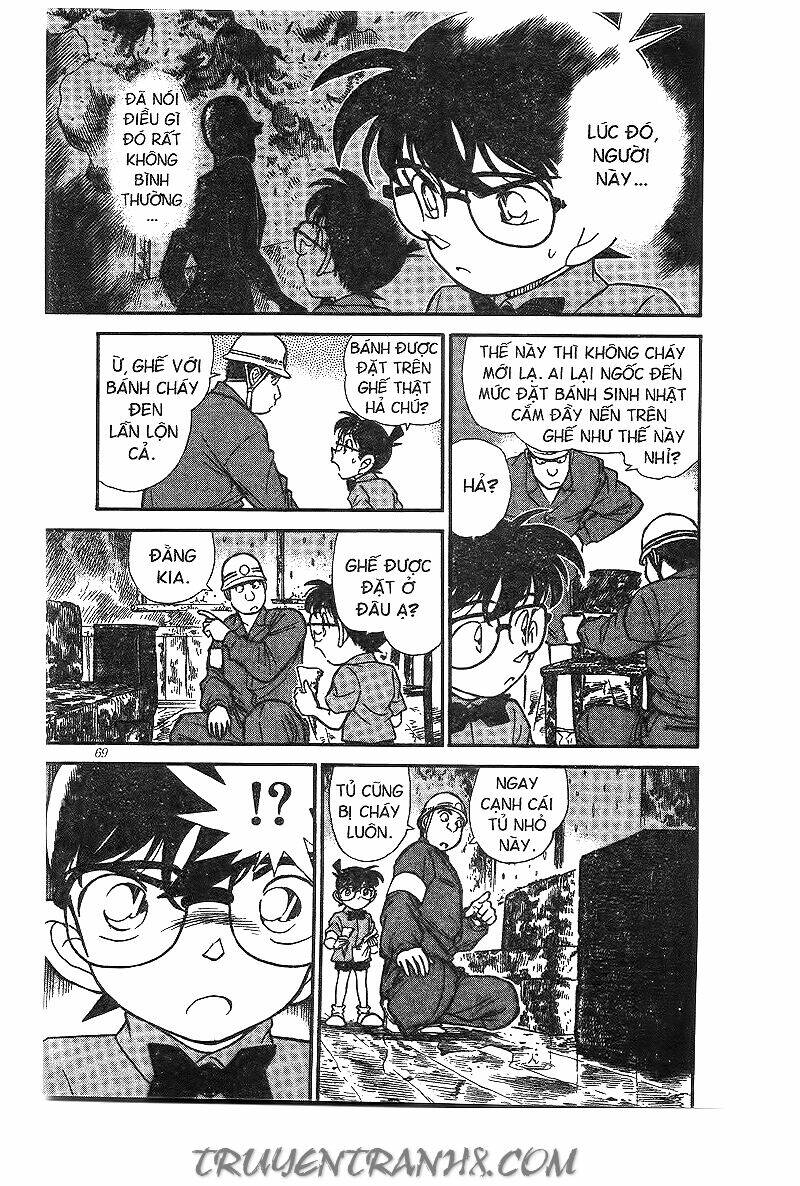 LÚC ĐÓ,
NGƯỜI
NÀY...
ĐÃ NÓI
ĐIỀU GÌ
ĐÓ RẤT
KHÔNG
BÌNH
THƯỜNG
...
THẾ NÀY THÌ KHÔNG CHÁY
MỚI LẠ. AI LẠI NGỐC ĐẾN
MỨC ĐẶT BÁNH SINH NHẬT
CẮM ĐẦY NẾN TRÊN
GHẾ NHƯ THẾ NÀY
NHỈ?
HẢ?
BÁNH ĐƯỢC
ĐẶT TRÊN
GHẾ THẬT
HẢ CHÚ?
Ừ, GHẾ VỚI
BÁNH CHÁY
ĐEN
LẪN LỘN
CẢ.
GHẾ ĐƯỢC
ĐẶT Ở
ĐÂU Ạ?
ĐẰNG
KIA.
69
NGAY
CẠNH CÁI
TỦ NHỎ
NÀY.
TỦ CŨNG
BỊ CHÁY
LUÔN.
!?
TRUYENTRANH8.COM